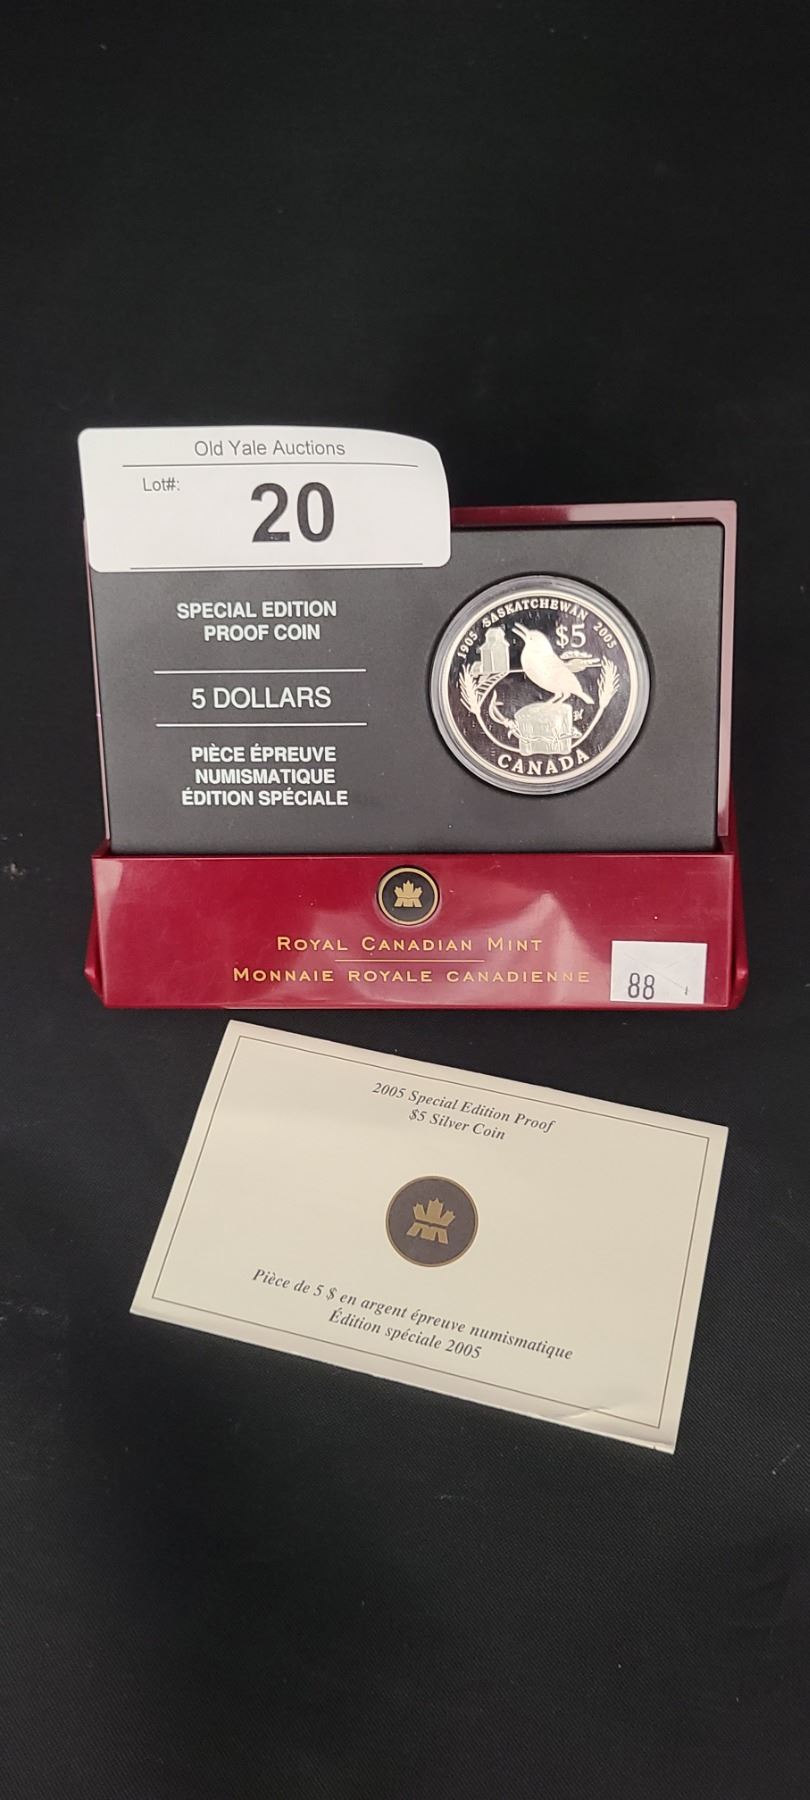 Old Yale Auctions
Lot#:
20
SPECIAL EDITION
PROOF COIN
5 DOLLARS
PIÈCE ÉPREUVE
NUMISMATIQUE
ÉDITION SPÉCIALE
1905 SASKATCHEWAN 2005
$5
CANADA
ROYAL CANADIAN MINT
MONNAIE ROYALE CANADIENNE
88
2005 Special Edition Proof
$5 Silver Coin
Pièce de 5 $ en argent épreuve numismatique
Édition spéciale 2005